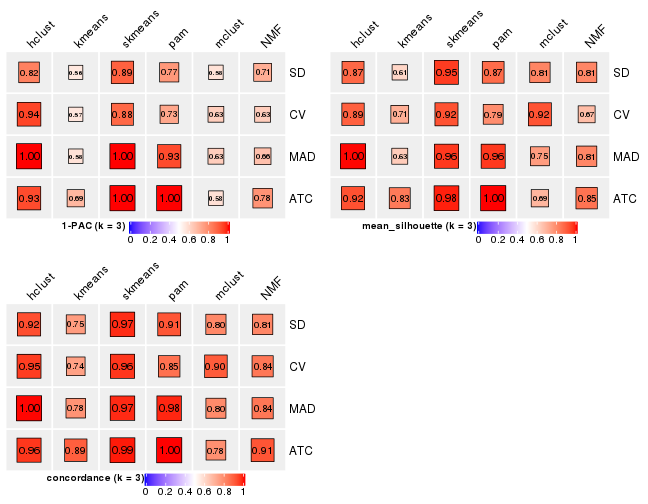 hclust kmeans skmeans pam mclust NMF
0.82 0.56 0.89 0.77 0.58 0.71 SD
0.94 0.57 0.88 0.73 0.63 0.63 CV
1.00 0.58 1.00 0.93 0.63 0.66 MAD
0.93 0.69 1.00 1.00 0.58 0.78 ATC
1-PAC (k = 3)
0 0.2 0.4 0.6 0.8 1
hclust kmeans skmeans pam mclust NMF
0.87 0.61 0.95 0.87 0.81 0.81 SD
0.89 0.71 0.92 0.79 0.92 0.67 CV
1.00 0.63 0.96 0.96 0.75 0.81 MAD
0.92 0.83 0.98 1.00 0.69 0.85 ATC
mean_silhouette (k = 3)
0 0.2 0.4 0.6 0.8 1
hclust kmeans skmeans pam mclust NMF
0.92 0.75 0.97 0.91 0.80 0.81 SD
0.95 0.74 0.96 0.85 0.90 0.84 CV
1.00 0.78 0.97 0.98 0.80 0.84 MAD
0.96 0.89 0.99 1.00 0.78 0.91 ATC
concordance (k = 3)
0 0.2 0.4 0.6 0.8 1